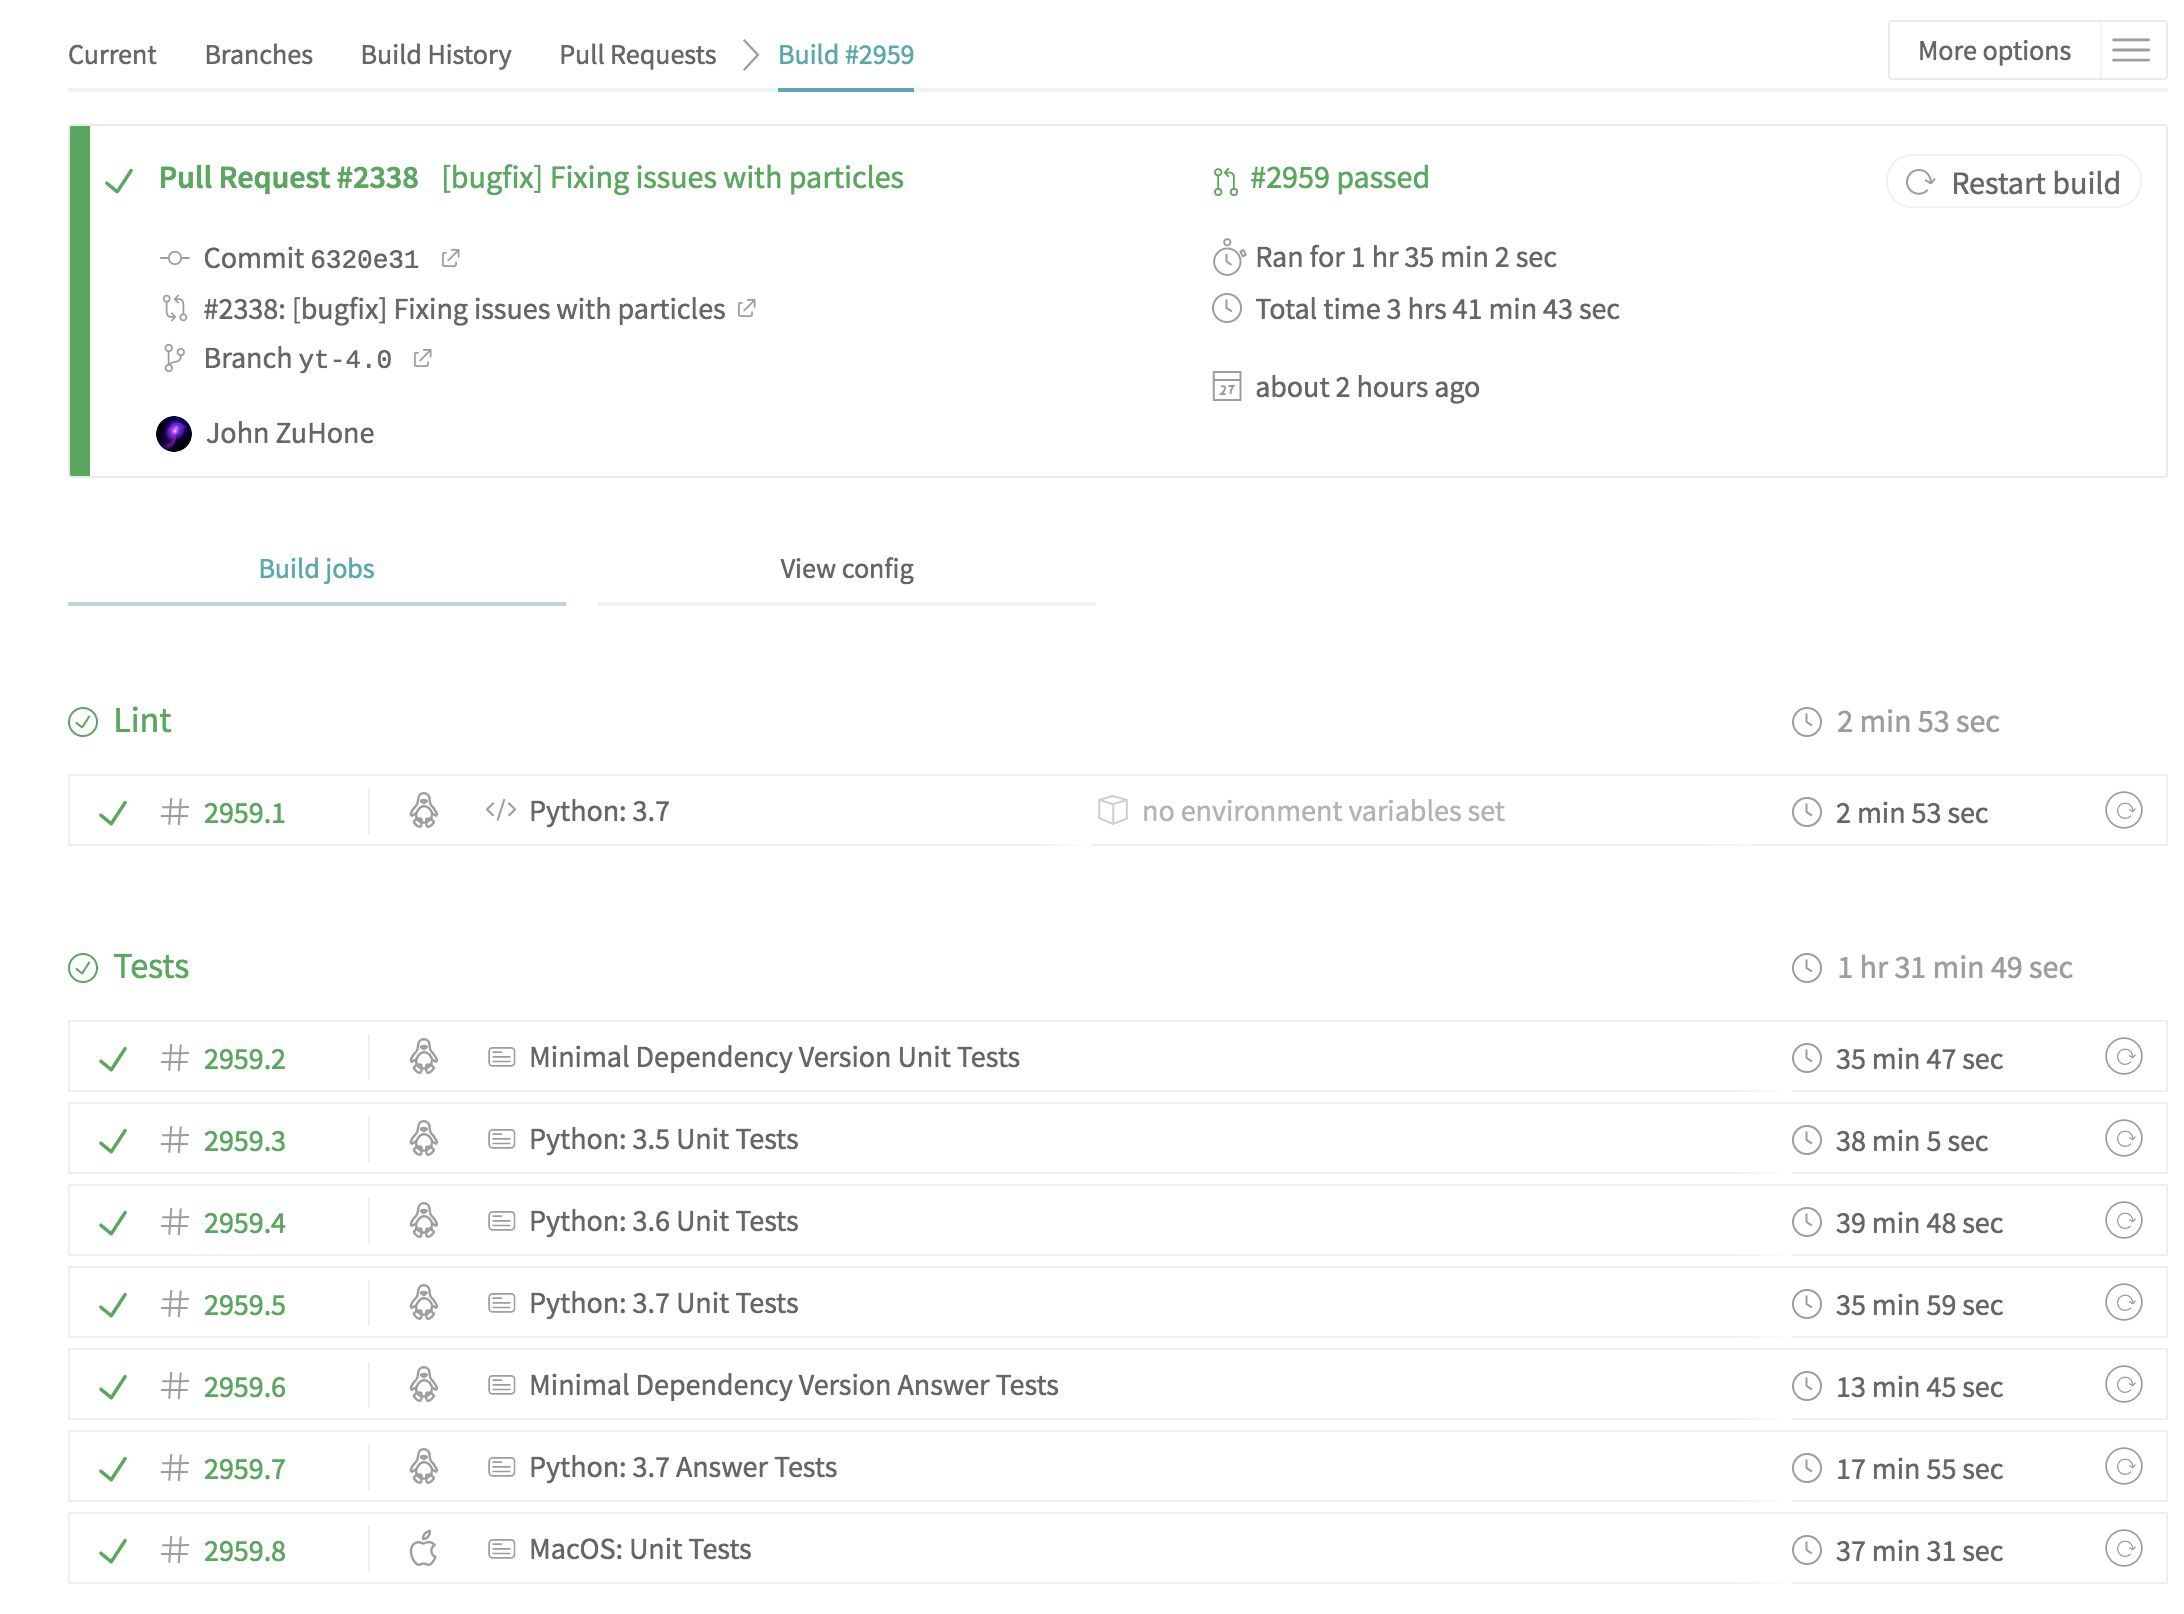 Current Branches Build History Pull Requests Build #2959 More options
Pull Request #2338 [bugfix] Fixing issues with particles
Commit 6320e31
#2338: [bugfix] Fixing issues with particles
Branch yt-4.0
John ZuHone
#2959 passed
Ran for 1 hr 35 min 2 sec
Total time 3 hrs 41 min 43 sec
27 about 2 hours ago
Restart build
Build jobs View config
Lint 2 min 53 sec
# 2959.1 </> Python: 3.7 no environment variables set 2 min 53 sec
Tests 1 hr 31 min 49 sec
# 2959.2 Minimal Dependency Version Unit Tests 35 min 47 sec
# 2959.3 Python: 3.5 Unit Tests 38 min 5 sec
# 2959.4 Python: 3.6 Unit Tests 39 min 48 sec
# 2959.5 Python: 3.7 Unit Tests 35 min 59 sec
# 2959.6 Minimal Dependency Version Answer Tests 13 min 45 sec
# 2959.7 Python: 3.7 Answer Tests 17 min 55 sec
# 2959.8 MacOS: Unit Tests 37 min 31 sec